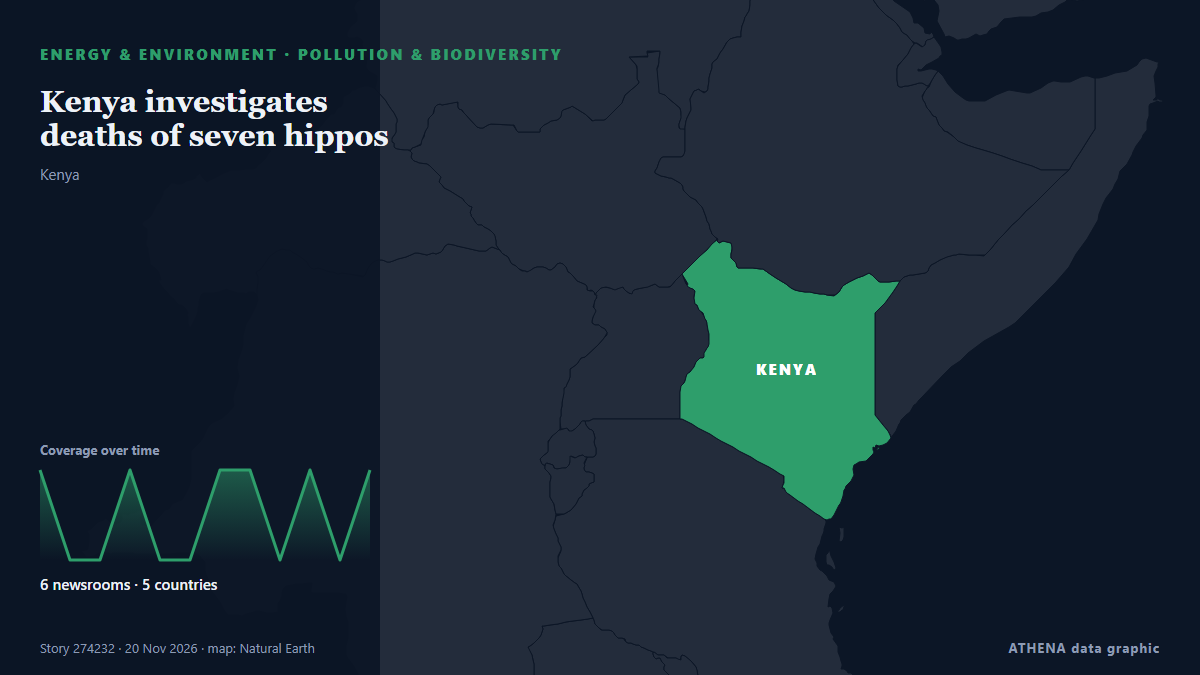 ENERGY & ENVIRONMENT · POLLUTION & BIODIVERSITY
Kenya investigates
deaths of seven hippos
Kenya
KENYA
Coverage over time
6 newsrooms · 5 countries
Story 274232 · 20 Nov 2026 · map: Natural Earth
ATHENA data graphic